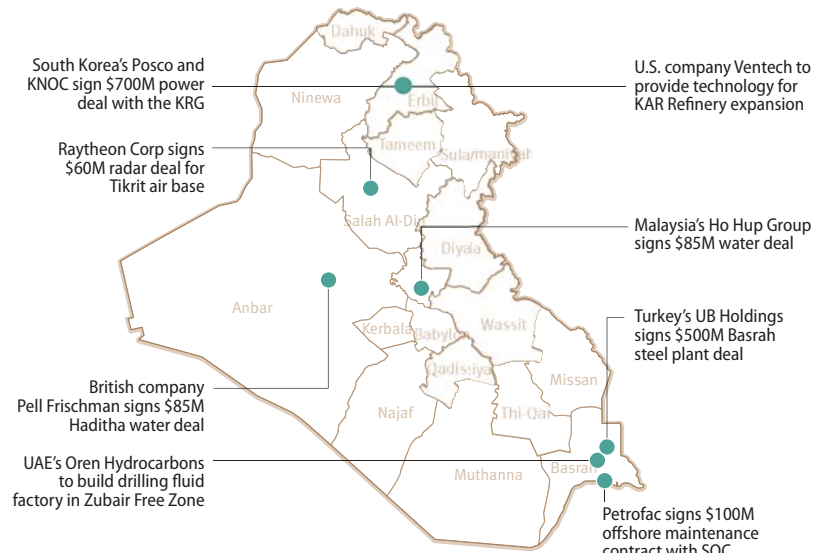 Dahuk
South Korea's Posco and
KNOC sign $700M power
deal with the KRG
U.S. company Ventech to
provide technology for
KAR Refinery expansion
Ninewa
Erbil
Raytheon Corp signs
$60M radar deal for
Tikrit air base
Tameem
Sulaymaniyah
Salah Al-Din
Malaysia's Ho Hup Group
signs $85M water deal
Diyala
Anbar
Turkey's UB Holdings
signs $500M Basrah
steel plant deal
Kerbala
Babylon
Wassit
British company
Pell Frischman signs $85M
Haditha water deal
Qadissiya
Missan
Najaf
Thi-Qar
UAE's Oren Hydrocarbons
to build drilling fluid
factory in Zubair Free Zone
Muthanna
Basrah
Petrofac signs $100M
offshore maintenance
contract with SOC